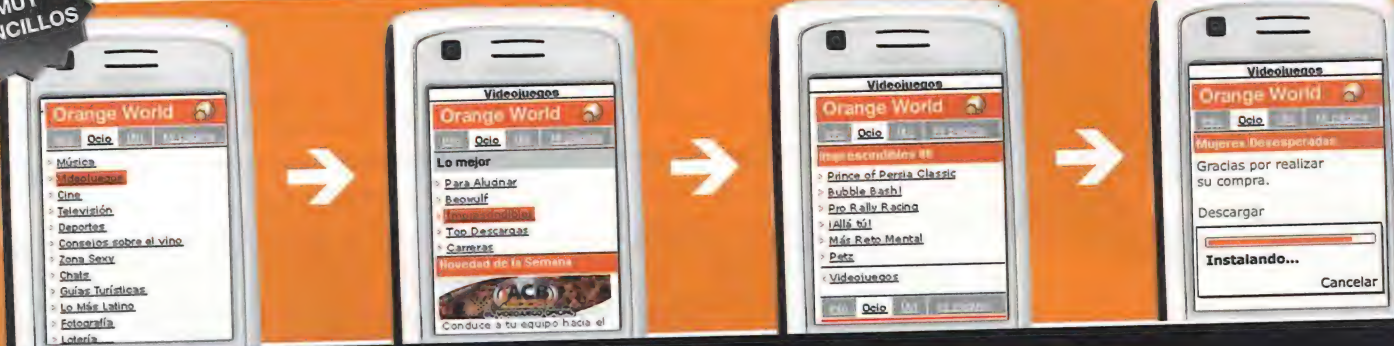 MUY
SENCILLOS
Orange World
Ocio
Música
Videojuegos
Cine
Televisión
Deportes
Consejos sobre el vino
Zona Sexy
Chats
Guías Turísticas
Lo Más Latino
Fotografía
Lotería
Videojuegos
Orange World
Ocio
Lo mejor
Para Alucinar
Beowulf
Imprescindibles
Top Descargas
Carreras
Novedad de la Semana
ACB
Conduce a tu equipo hacia el
Videojuegos
Orange World
Ocio
Prince of Persia Classic
Bubble Bash!
Pro Rally Racing
¡Allá tú!
Más Reto Mental
Petz
Videojuegos
Ocio
Videojuegos
Orange World
Ocio
Mujeres Desesperadas
Gracias por realizar
su compra.
Descargar
Instalando...
Cancelar